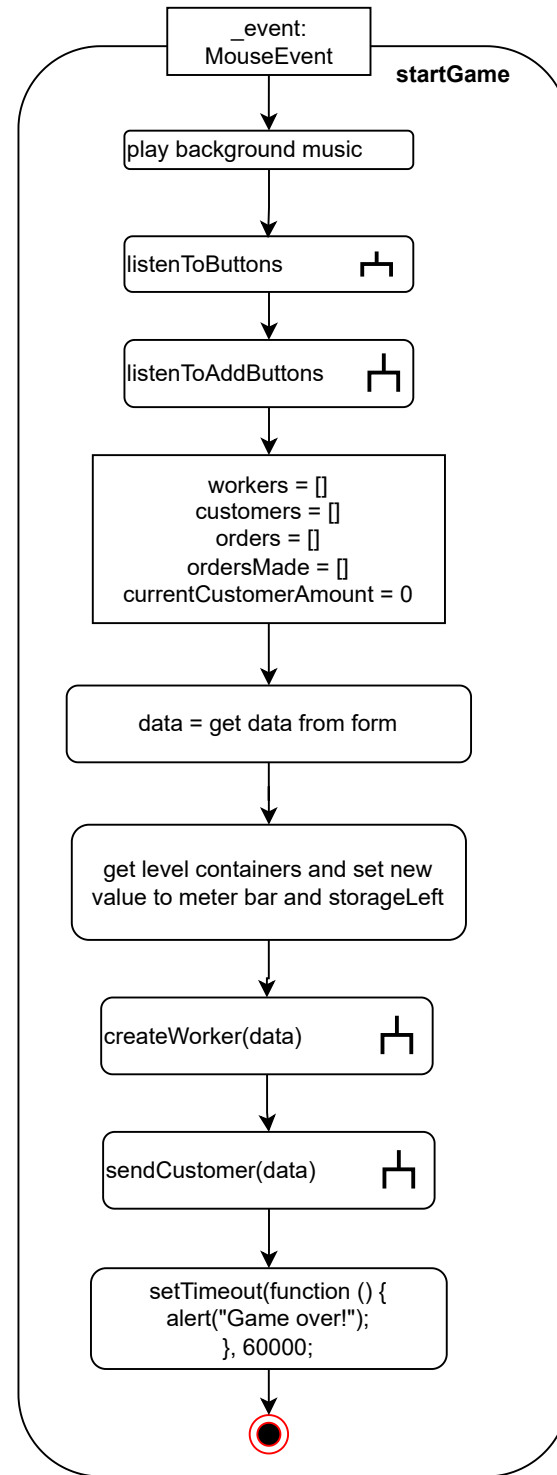 _event:
MouseEvent
startGame
play background music
listenToButtons
listenToAddButtons
workers = []
customers = []
orders = []
ordersMade = []
currentCustomerAmount = 0
data = get data from form
get level containers and set new
value to meter bar and storageLeft
createWorker(data)
sendCustomer(data)
setTimeout(function () {
alert("Game over!");
}, 60000;